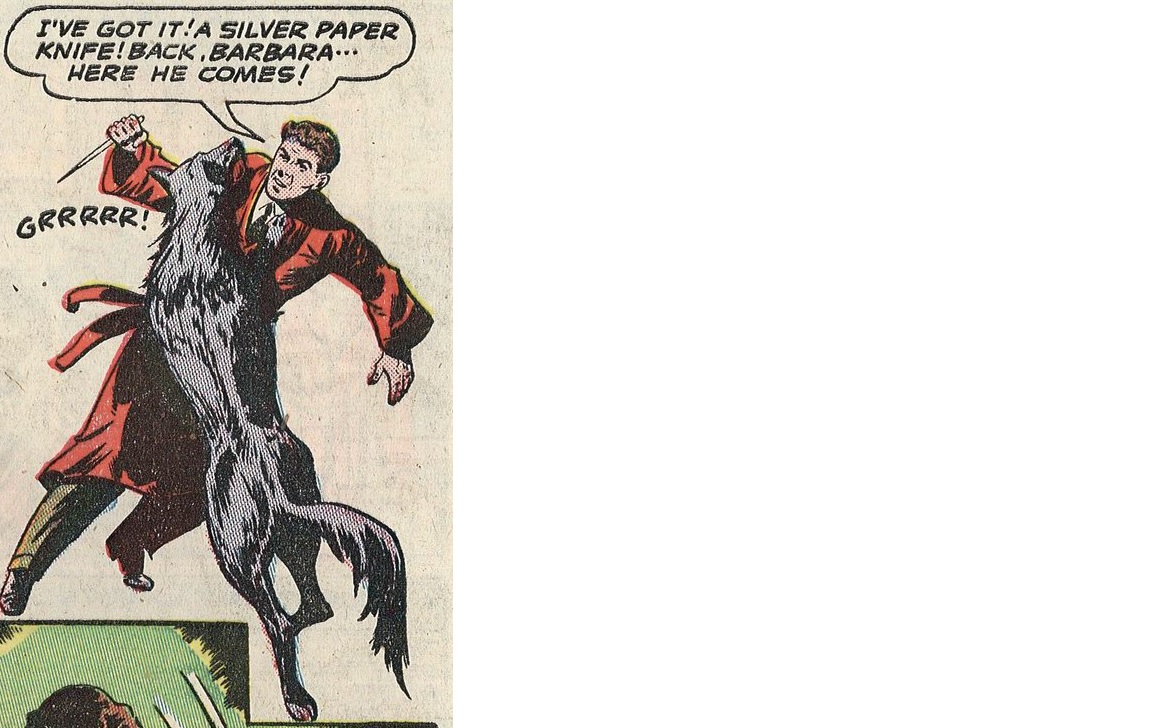 I'VE GOT IT! A SILVER PAPER
KNIFE! BACK, BARBARA...
HERE HE COMES!
GRRRRR!